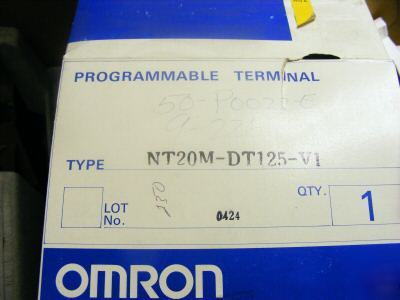 PROGRAMMABLE TERMINAL
TYPE NT20M-DT125-V1
QTY. 1
LOT No. 0424
OMRON